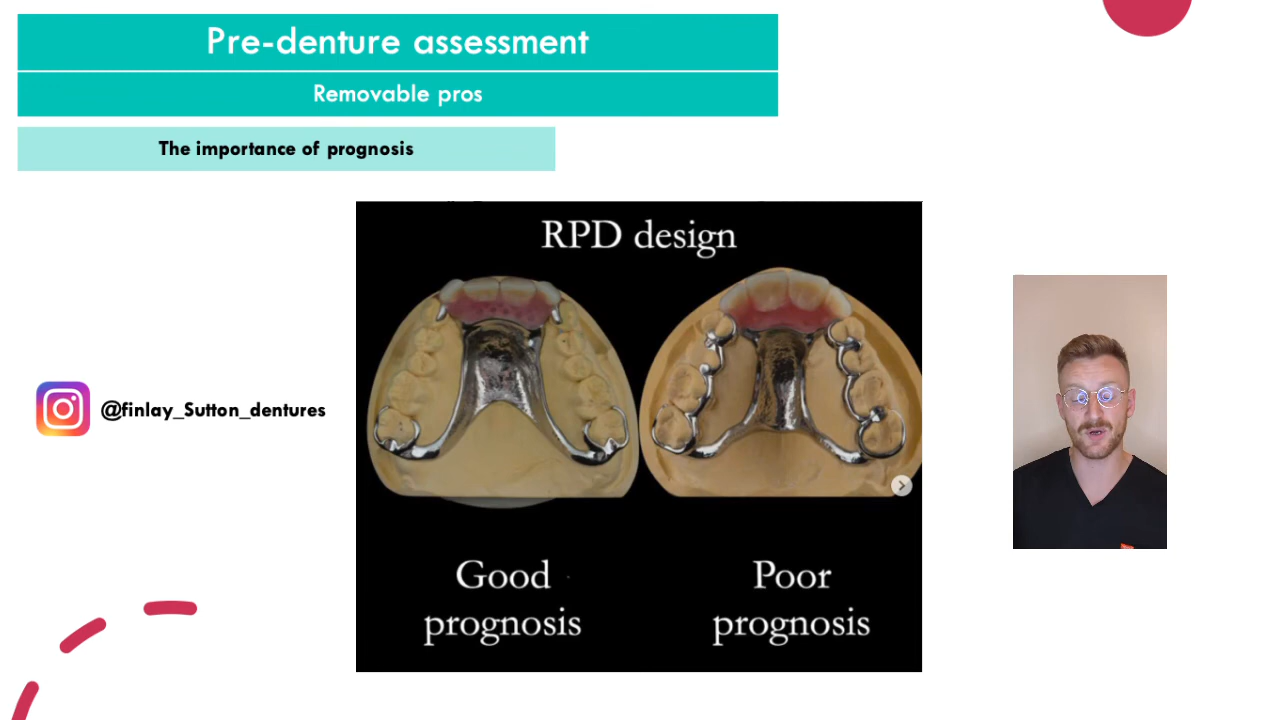 Pre-denture assessment
Removable pros
The importance of prognosis
RPD design
@finlay_Sutton_dentures
Good
prognosis
Poor
prognosis